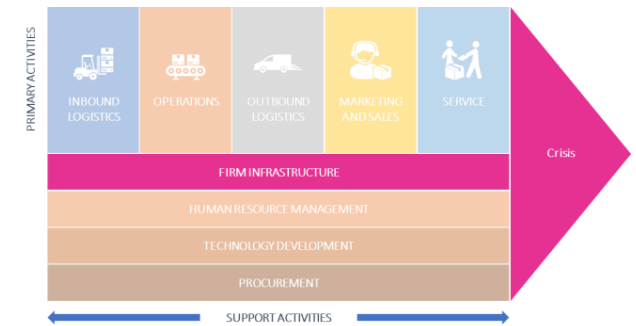 PRIMARY ACTIVITIES
INBOUND
LOGISTICS
OPERATIONS
OUTBOUND
LOGISTICS
MARKETING
AND SALES
SERVICE
Crisis
FIRM INFRASTRUCTURE
HUMAN RESOURCE MANAGEMENT
TECHNOLOGY DEVELOPMENT
PROCUREMENT
SUPPORT ACTIVITIES